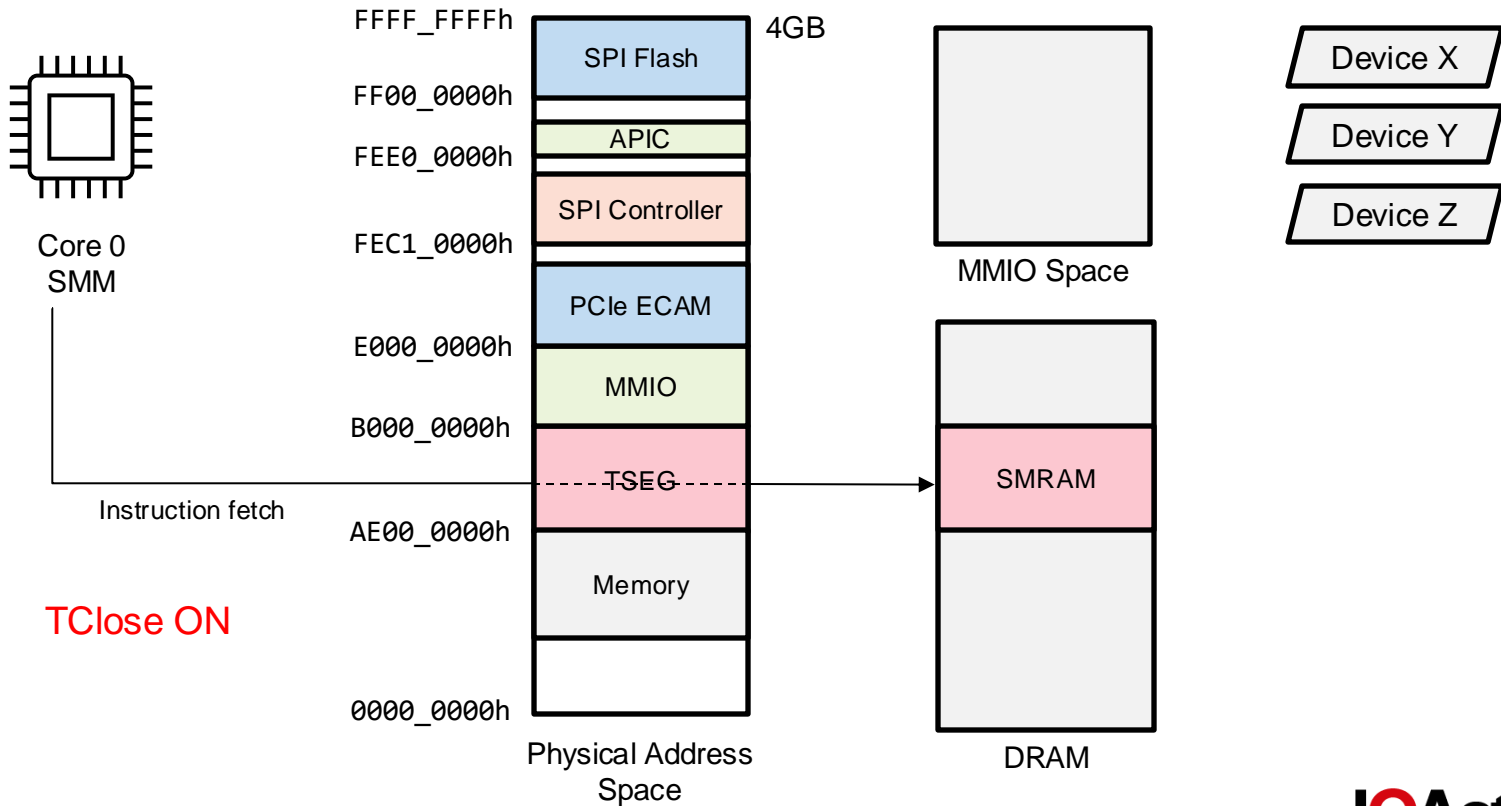 FFFF_FFFFh
4GB
SPI Flash
Device X
FF00_0000h
APIC
Device Y
FEE0_0000h
SPI Controller
Device Z
Core 0
SMM
FEC1_0000h
MMIO Space
PCIe ECAM
E000_0000h
MMIO
B000_0000h
TSEG
SMRAM
Instruction fetch
AE00_0000h
Memory
TClose ON
0000_0000h
Physical Address
Space
DRAM